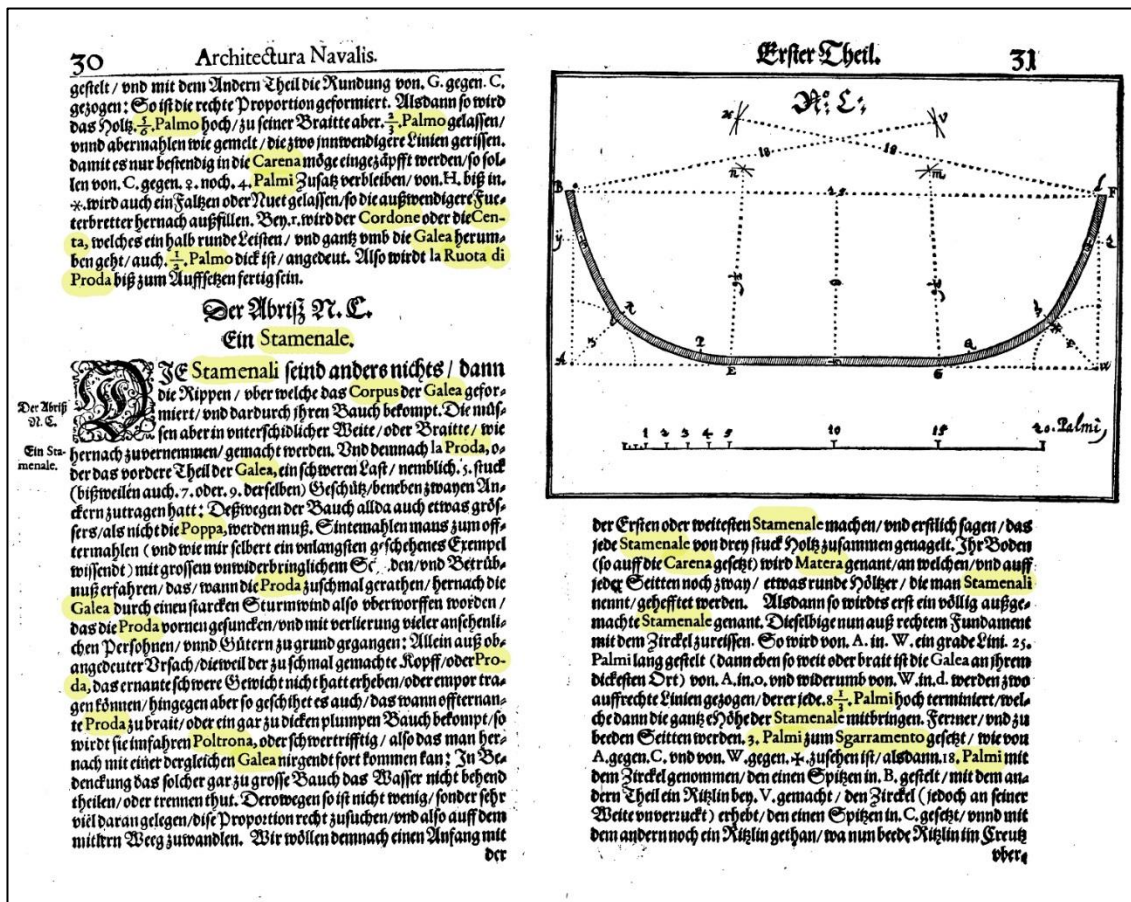 30 Architectura Navalis.
gestelt / vnd mit dem Andern Theil die Rundung von. G. gegen. C.
gezogen: So ist die rechte Proportion geformiert. Alsdann so wird
das Holtz. 5/6. Palmo hoch / zu seiner Braitte aber. 2/3. Palmo gelassen /
vnnd abermahlen wie gemelt / die zwo innwendigere Linien gerissen.
damit es nur bestendig in die Carena möge eingezäpfft werden / so sol-
len von. C. gegen. 2. noch. 4. Palmi Zusatz verbleiben / von. H. biß in.
*. wird auch ein Faltzen oder Nuet gelassen / so die außwendigere Fue-
terbretter hernach außfillen. Bey. r. wird der Cordone oder die Cen-
ta, welches ein halb runde Leisten / vnd gantz vmb die Galea herum-
ben geht / auch. 1/3. Palmo dick ist / angedeut. Also wirdt la Ruota di
Proda biß zum Auffsetzen fertig sein.
Der Abriß N. C.
Ein Stamenale.
Der Abriß
N. C.
Ein Sta-
menale.
DIE Stamenali seind anders nichts / dann
die Rippen / vber welche das Corpus der Galea gefor-
miert / vnd dardurch jhren Bauch bekompt. Die müs-
sen aber in vnterschidlicher Weite / oder Braitte / wie
hernach zuvernemmen / gemacht werden. Vnd demnach la Proda, o-
der das vordere Theil der Galea, ein schweren Last / nemblich. 5. stuck
(bißweilen auch. 7. oder. 9. derselben) Geschütz / beneben zwayen An-
ckern zutragen hatt: Deßwegen der Bauch allda auch etwas grös-
sers / als nicht die Poppa, werden muß. Sintemahlen mans zum off-
termahlen (vnd wie mir selbert ein vnlangsten geschehenes Exempel
wissendt) mit grossem vnwiderbringlichem Sc den / vnd Betrüb-
nuß erfahren / das / wann die Proda zuschmal gerathen / hernach die
Galea durch einen starcken Sturmwind also vberworffen worden /
das die Proda vornen gesuncken / vnd mit verlierung vieler ansehenli-
chen Persohnen / vnnd Gütern zu grund gegangen: Allein auß ob-
angedeuter Vrsach / dieweil der zu schmal gemachte Kopff / oder Pro-
da, das ernante schwere Gewicht nicht hatt erheben / oder empor tra-
gen können / hingegen aber so geschihet es auch / das wann offternan-
te Proda zu brait / oder ein gar zu dicken plumpen Bauch bekompt / so
wirdt sie im fahren Poltrona, oder schwertrifftig / also das man her-
nach mit einer dergleichen Galea nirgendt fort kommen kan: In Be-
denckung das solcher gar zu grosse Bauch das Wasser nicht behend
theilen / oder trennen thut. Derowegen so ist nicht wenig / sonder sehr
viel daran gelegen / dise Proportion recht zusuchen / vnd also auff dem
mitlern Weeg zuwandlen. Wir wöllen demnach einen Anfang mit
der
Erster Theil. 31
No. C:
x V
18 18
n m
B 25 d F
ÿ 2
9
A 3 E G W
Q
1 2 3 4 5 10 15 20. Palmi,
der Ersten oder weitesten Stamenale machen / vnd erstlich sagen / das
jede Stamenale von drey stuck Holtz zusammen genagelt. Ihr Boden
(so auff die Carena gesetzt) wird Matera genant / an welchen / vnd auff
jeder Seitten noch zway / etwas runde Höltzer / die man Stamenali
nennt / gehefftet werden. Alsdann so wirdts erst ein völlig außge-
machte Stamenale genant. Dieselbige nun auß rechtem Fundament
mit dem Zirckel zureissen. So wird von. A. in. W. ein grade Lini. 25.
Palmi lang gestelt (dann eben so weit oder brait ist die Galea an jhrem
dickesten Ort) von. A. in. o. vnd widerumb von. W. in. d. werden zwo
auffrechte Linien gezogen / derer jede. 8 1/3. Palmi hoch terminiert / wel-
che dann die gantze Höhe der Stamenale mitbringen. Ferner / vnd zu
beeden Seitten werden. 3. Palmi zum Sgarramento gesetzt / wie von
A. gegen. C. vnd von. W. gegen. ✠. zusehen ist / alsdann. 18. Palmi mit
dem Zirckel genommen / den einen Spitzen in. B. gestelt / mit dem an-
dern Theil ein Ritzlin bey. V. gemacht / den Zirckel (jedoch an seiner
Weite vnverruckt) erhebt / den einen Spitzen in. C. gesetzt / vnnd mit
dem andern noch ein Ritzlin gethan / wa nun beede Ritzlin im Creutz
vber,